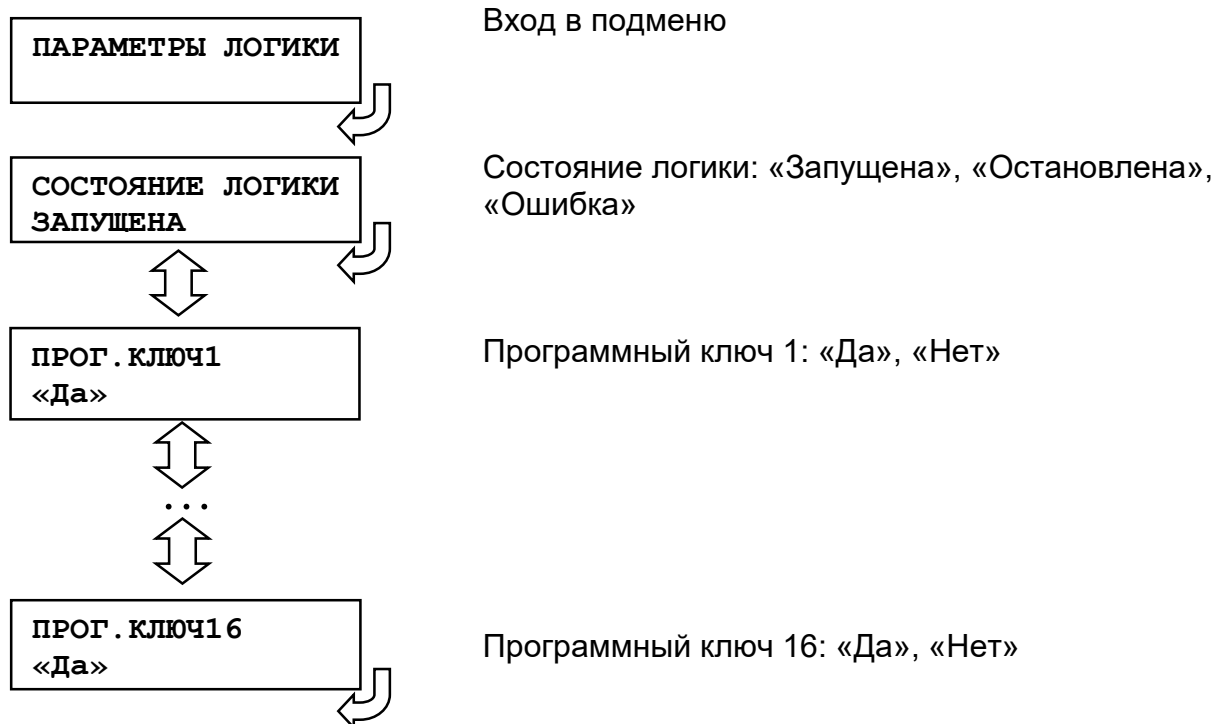 ПАРАМЕТРЫ ЛОГИКИ
Вход в подменю
СОСТОЯНИЕ ЛОГИКИ
ЗАПУЩЕНА
Состояние логики: «Запущена», «Остановлена»,
«Ошибка»
ПРОГ.КЛЮЧ1
«Да»
Программный ключ 1: «Да», «Нет»
...
ПРОГ.КЛЮЧ16
«Да»
Программный ключ 16: «Да», «Нет»